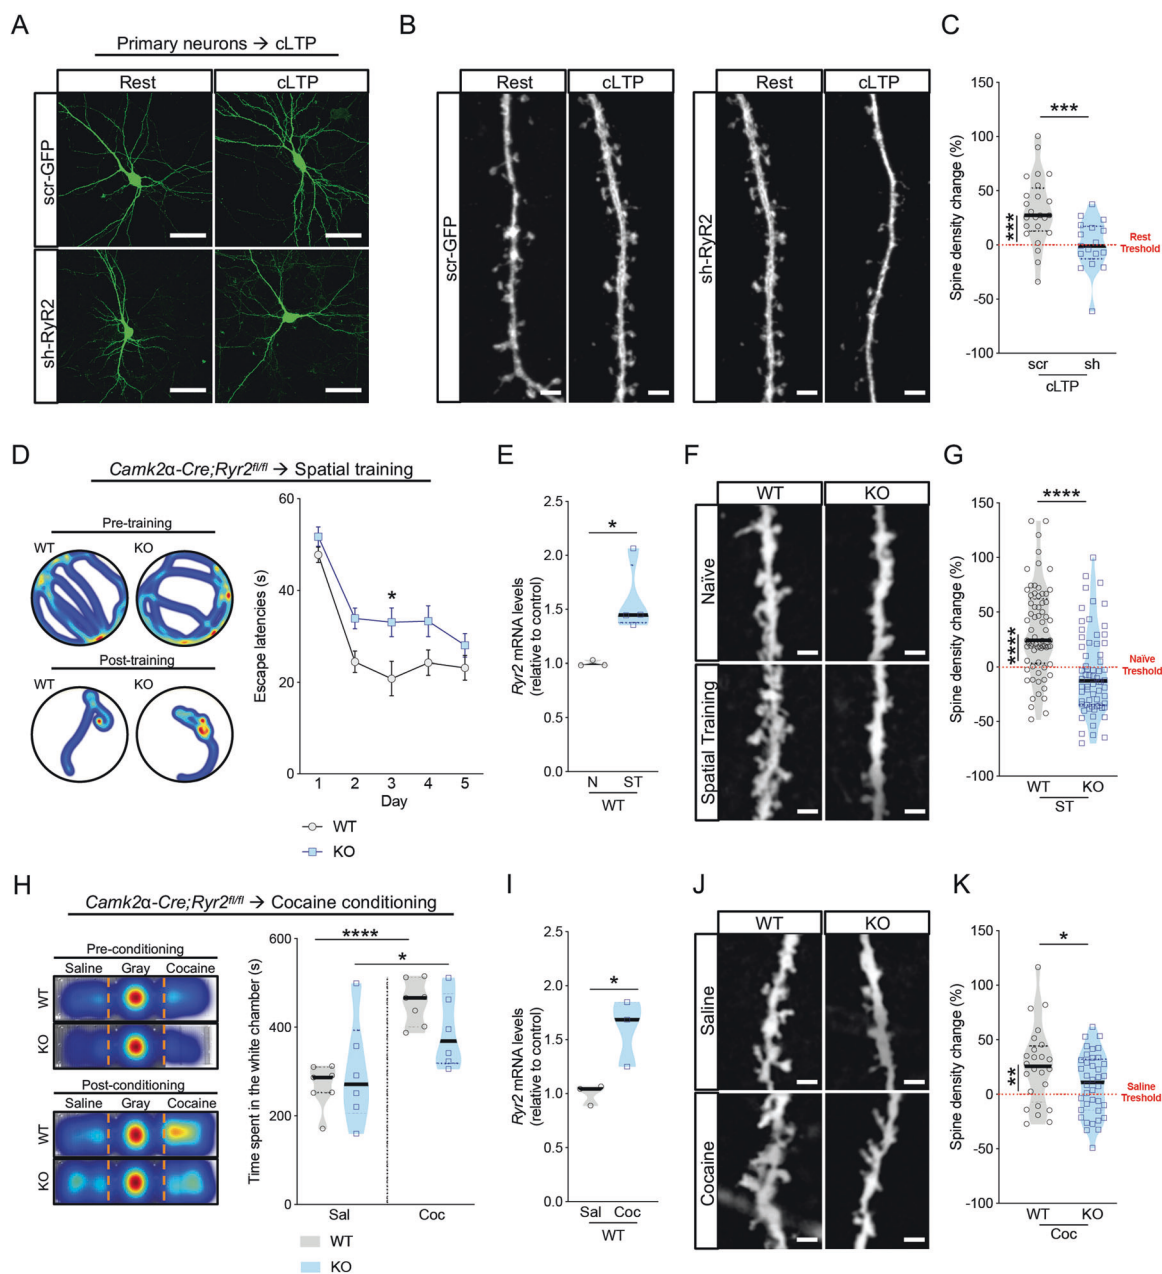 A
Primary neurons → cLTP
Rest
cLTP
scr-GFP
sh-RyR2
B
Rest
cLTP
scr-GFP
Rest
cLTP
sh-RyR2
C
150
100
50
0
-50
-100
Spine density change (%)
***
***
Rest
Treshold
scr
sh
cLTP
D
Camk2α-Cre;Ryr2fl/fl → Spatial training
Pre-training
WT
KO
Post-training
WT
KO
60
40
20
0
Escape latencies (s)
*
1
2
3
4
5
Day
WT
KO
E
2.5
2.0
1.5
1.0
0.5
0.0
Ryr2 mRNA levels
(relative to control)
*
N
ST
WT
F
WT
KO
Naïve
Spatial Training
G
150
100
50
0
-50
-100
Spine density change (%)
****
****
Naïve
Treshold
WT
KO
ST
H
Camk2α-Cre;Ryr2fl/fl → Cocaine conditioning
Pre-conditioning
Saline
Gray
Cocaine
WT
KO
Post-conditioning
Saline
Gray
Cocaine
WT
KO
600
400
200
0
Time spent in the white chamber (s)
****
*
Sal
Coc
WT
KO
I
2.5
2.0
1.5
1.0
0.5
0.0
Ryr2 mRNA levels
(relative to control)
*
Sal
Coc
WT
J
WT
KO
Saline
Cocaine
K
150
100
50
0
-50
-100
Spine density change (%)
*
**
Saline
Treshold
WT
KO
Coc